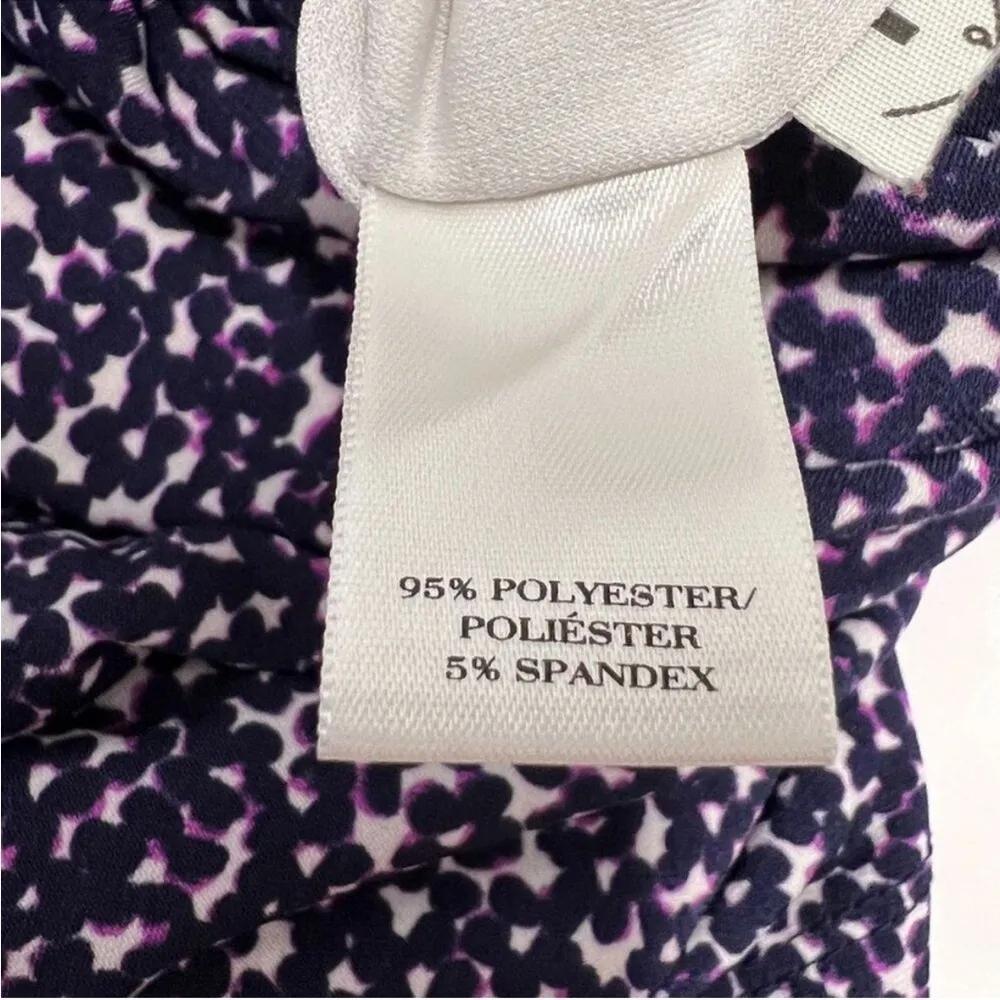 95% POLYESTER/
POLIÉSTER
5% SPANDEX